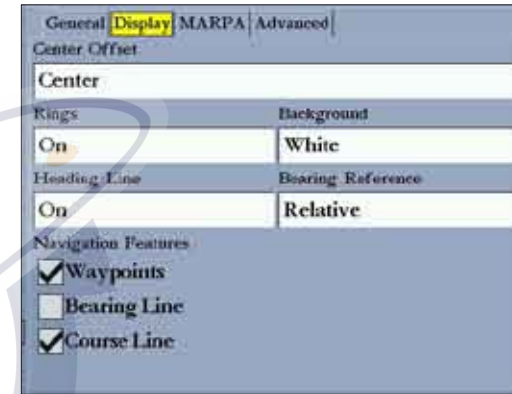 General Display MARPA Advanced
Center Offset
Center
Rings Background
On White
Heading Line Bearing Reference
On Relative
Navigation Features
Waypoints
Bearing Line
Course Line